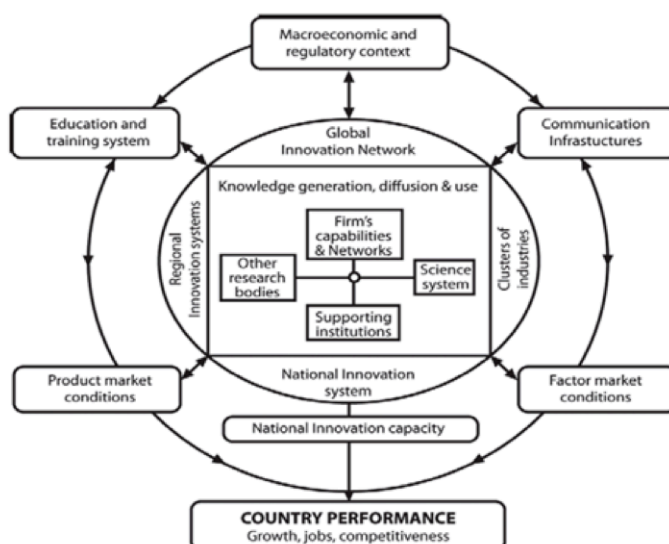 Macroeconomic and
regulatory context
Education and
training system
Communication
Infrastuctures
Global
Innovation Network
Knowledge generation, diffusion & use
Regional
Innovation systems
Firm's
capabilities
& Networks
Other
research
bodies
Science
system
Supporting
institutions
Clusters of
industries
National Innovation
system
Product market
conditions
Factor market
conditions
National Innovation capacity
COUNTRY PERFORMANCE
Growth, jobs, competitiveness